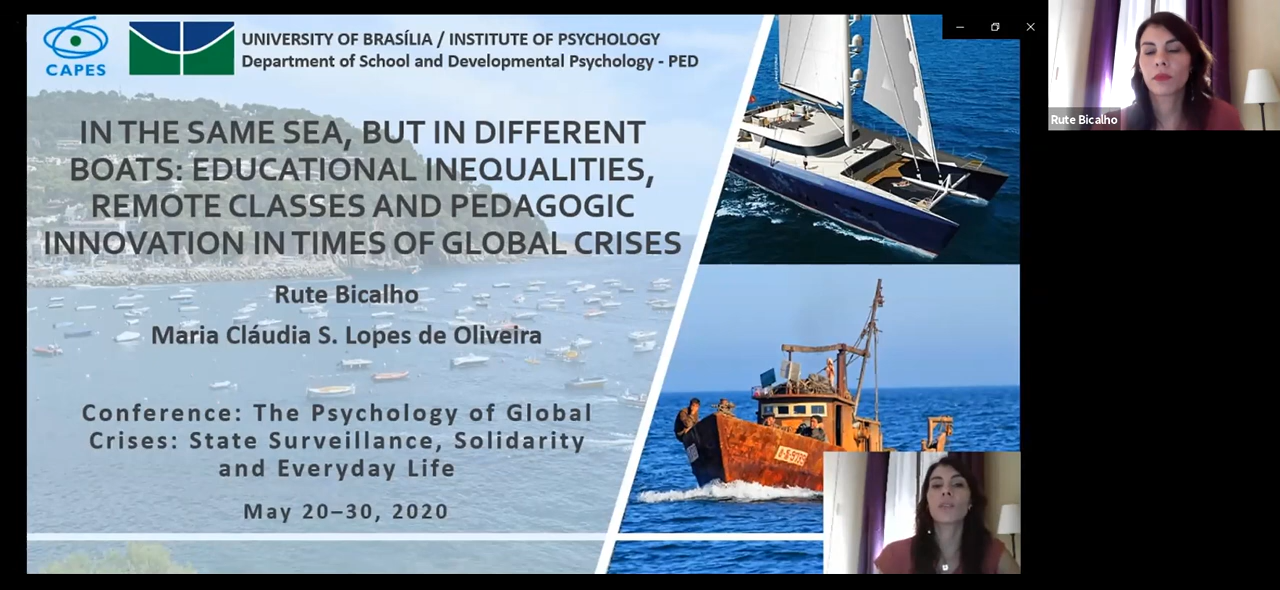 CAPES
UNIVERSITY OF BRASÍLIA / INSTITUTE OF PSYCHOLOGY
Department of School and Developmental Psychology - PED
IN THE SAME SEA, BUT IN DIFFERENT
BOATS: EDUCATIONAL INEQUALITIES,
REMOTE CLASSES AND PEDAGOGIC
INNOVATION IN TIMES OF GLOBAL CRISES
Rute Bicalho
Maria Cláudia S. Lopes de Oliveira
Conference: The Psychology of Global
Crises: State Surveillance, Solidarity
and Everyday Life
May 20–30, 2020
Rute Bicalho